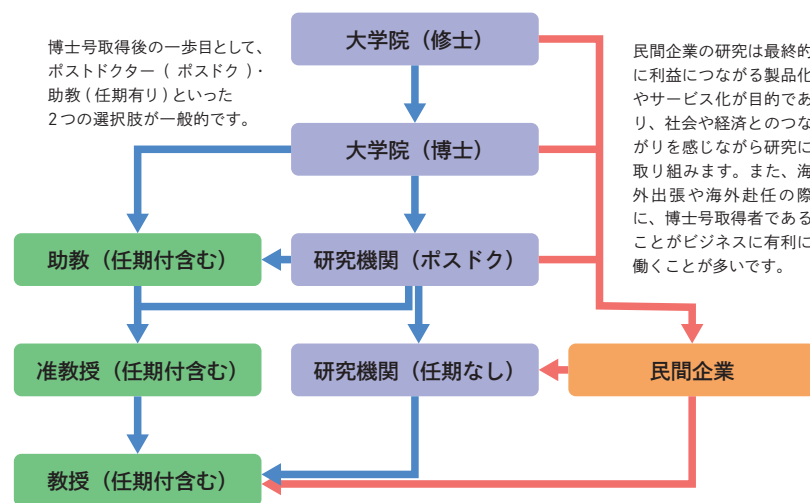 博士号取得後の一歩目として、
ポストドクター ( ポスドク )・
助教 ( 任期有り ) といった
2つの選択肢が一般的です。
大学院（修士）
民間企業の研究は最終的
に利益につながる製品化
やサービス化が目的であ
り、社会や経済とのつな
がりを感じながら研究に
取り組みます。また、海
外出張や海外赴任の際
に、博士号取得者である
ことがビジネスに有利に
働くことが多いです。
大学院（博士）
助教（任期付含む）
研究機関（ポスドク）
准教授（任期付含む）
研究機関（任期なし）
民間企業
教授（任期付含む）